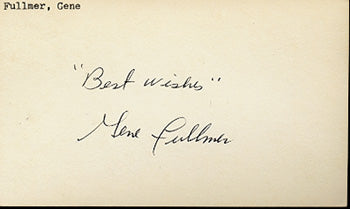 Fullmer, Gene
"Best wishes"
Gene Fullmer